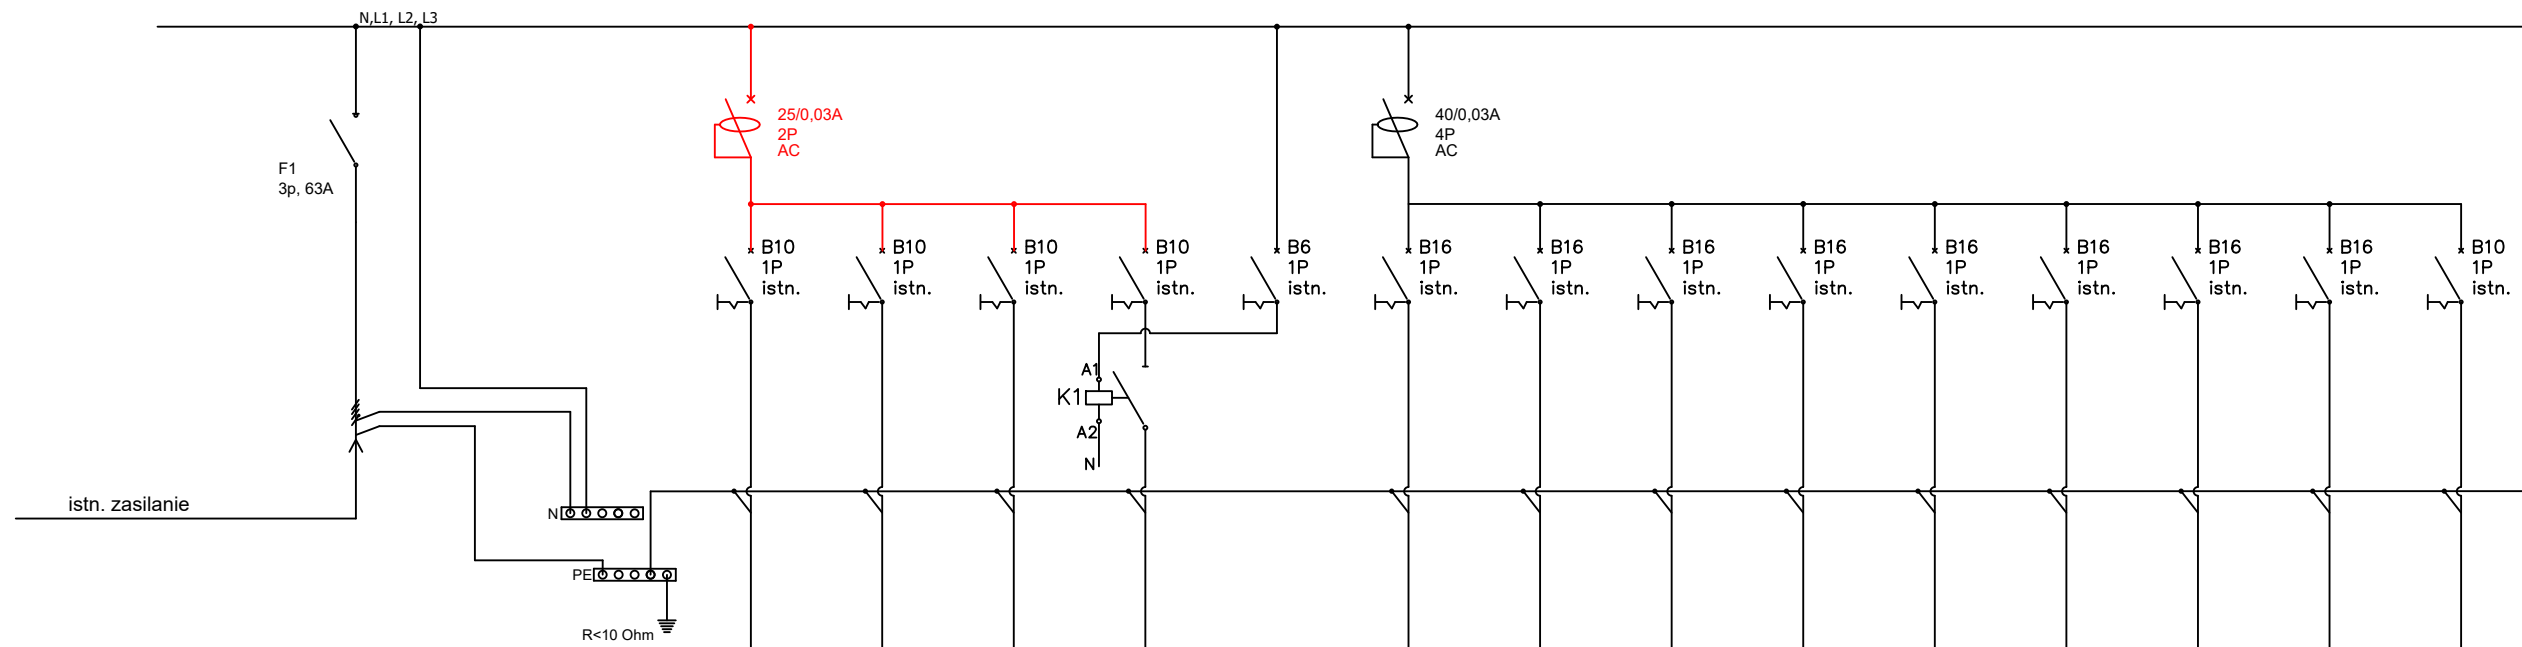 N,L1, L2, L3
F1
3p, 63A
25/0,03A
2P
AC
40/0,03A
4P
AC
B10
1P
istn.
B10
1P
istn.
B10
1P
istn.
B10
1P
istn.
B6
1P
istn.
B16
1P
istn.
B16
1P
istn.
B16
1P
istn.
B16
1P
istn.
B16
1P
istn.
B16
1P
istn.
B16
1P
istn.
B16
1P
istn.
B10
1P
istn.
A1
K1
A2
N
istn. zasilanie
N
PE
R<10 Ohm